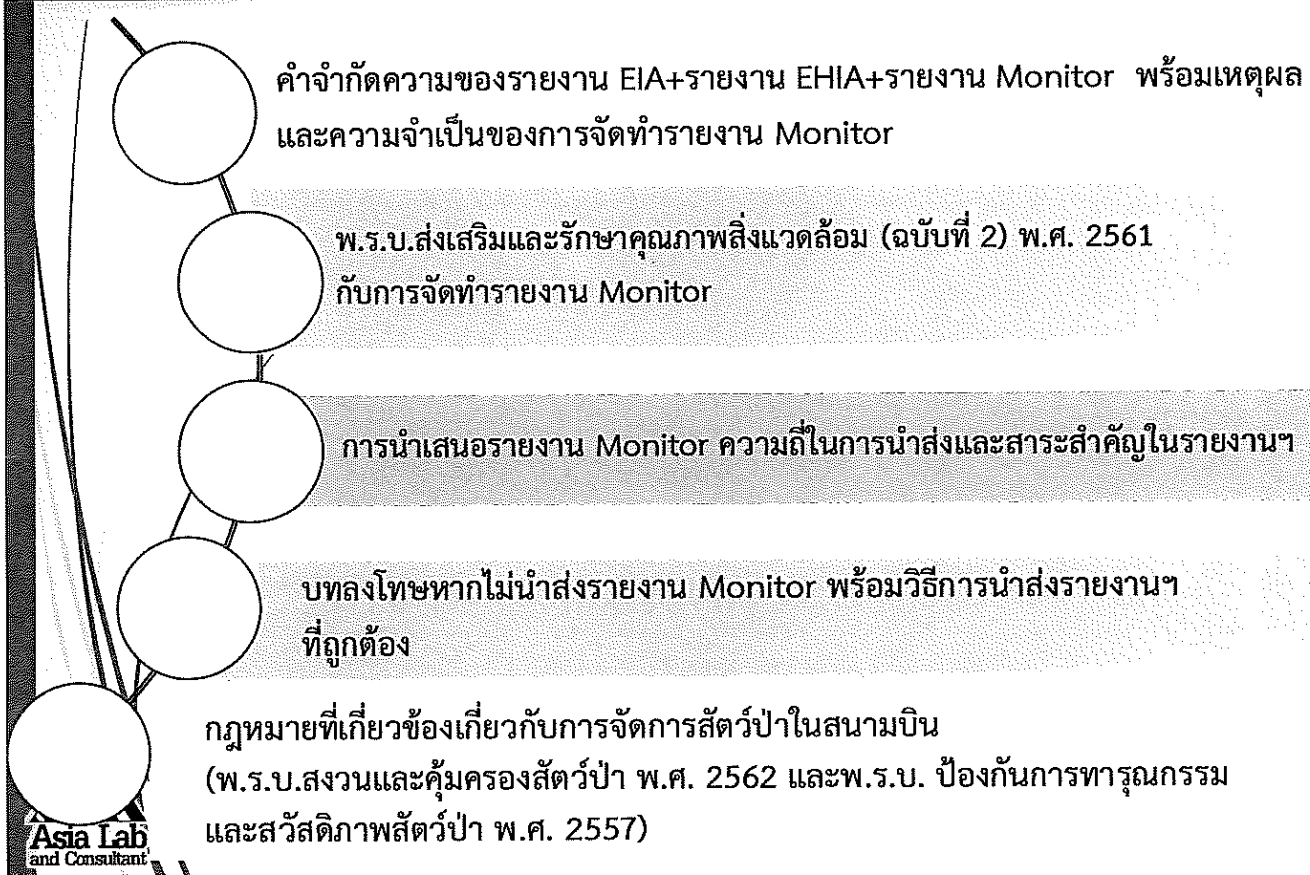 คำจำกัดความของรายงาน EIA+รายงาน EHIA+รายงาน Monitor พร้อมเหตุผล
และความจำเป็นของการจัดทำรายงาน Monitor
พ.ร.บ.ส่งเสริมและรักษาคุณภาพสิ่งแวดล้อม (ฉบับที่ 2) พ.ศ. 2561
กับการจัดทำรายงาน Monitor
การนำเสนอรายงาน Monitor ความถี่ในการนำส่งและสาระสำคัญในรายงานฯ
บทลงโทษหากไม่นำส่งรายงาน Monitor พร้อมวิธีการนำส่งรายงานฯ
ที่ถูกต้อง
กฎหมายที่เกี่ยวข้องเกี่ยวกับการจัดการสัตว์ป่าในสนามบิน
(พ.ร.บ.สงวนและคุ้มครองสัตว์ป่า พ.ศ. 2562 และพ.ร.บ. ป้องกันการทารุณกรรม
และสวัสดิภาพสัตว์ป่า พ.ศ. 2557)
Asia Lab
and Consultant